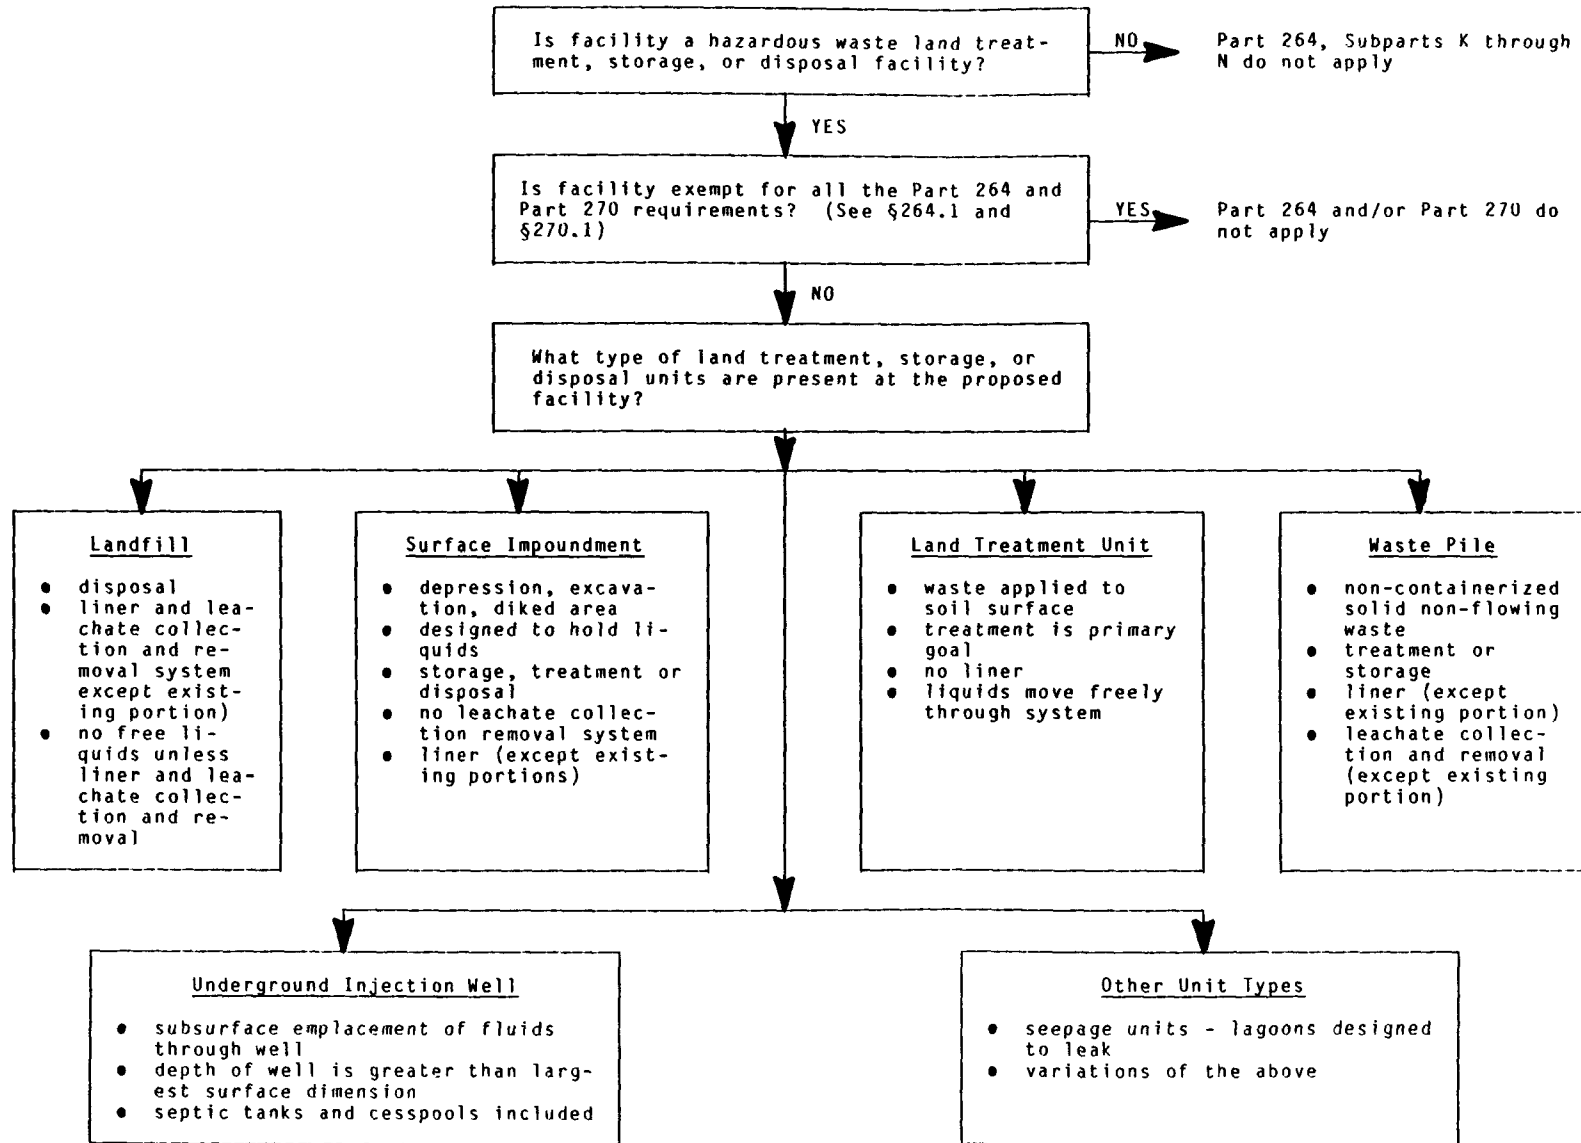 Is facility a hazardous waste land treat-
ment, storage, or disposal facility?
NO
Part 264, Subparts K through
N do not apply
YES
Is facility exempt for all the Part 264 and
Part 270 requirements? (See §264.1 and
§270.1)
YES
Part 264 and/or Part 270 do
not apply
NO
What type of land treatment, storage, or
disposal units are present at the proposed
facility?
Landfill
● disposal
● liner and lea-
chate collec-
tion and re-
moval system
except exist-
ing portion)
● no free li-
quids unless
liner and lea-
chate collec-
tion and re-
moval
Surface Impoundment
● depression, excava-
tion, diked area
● designed to hold li-
quids
● storage, treatment or
disposal
● no leachate collec-
tion removal system
● liner (except exist-
ing portions)
Land Treatment Unit
● waste applied to
soil surface
● treatment is primary
goal
● no liner
● liquids move freely
through system
Waste Pile
● non-containerized
solid non-flowing
waste
● treatment or
storage
● liner (except
existing portion)
● leachate collec-
tion and removal
(except existing
portion)
Underground Injection Well
● subsurface emplacement of fluids
through well
● depth of well is greater than larg-
est surface dimension
● septic tanks and cesspools included
Other Unit Types
● seepage units - lagoons designed
to leak
● variations of the above